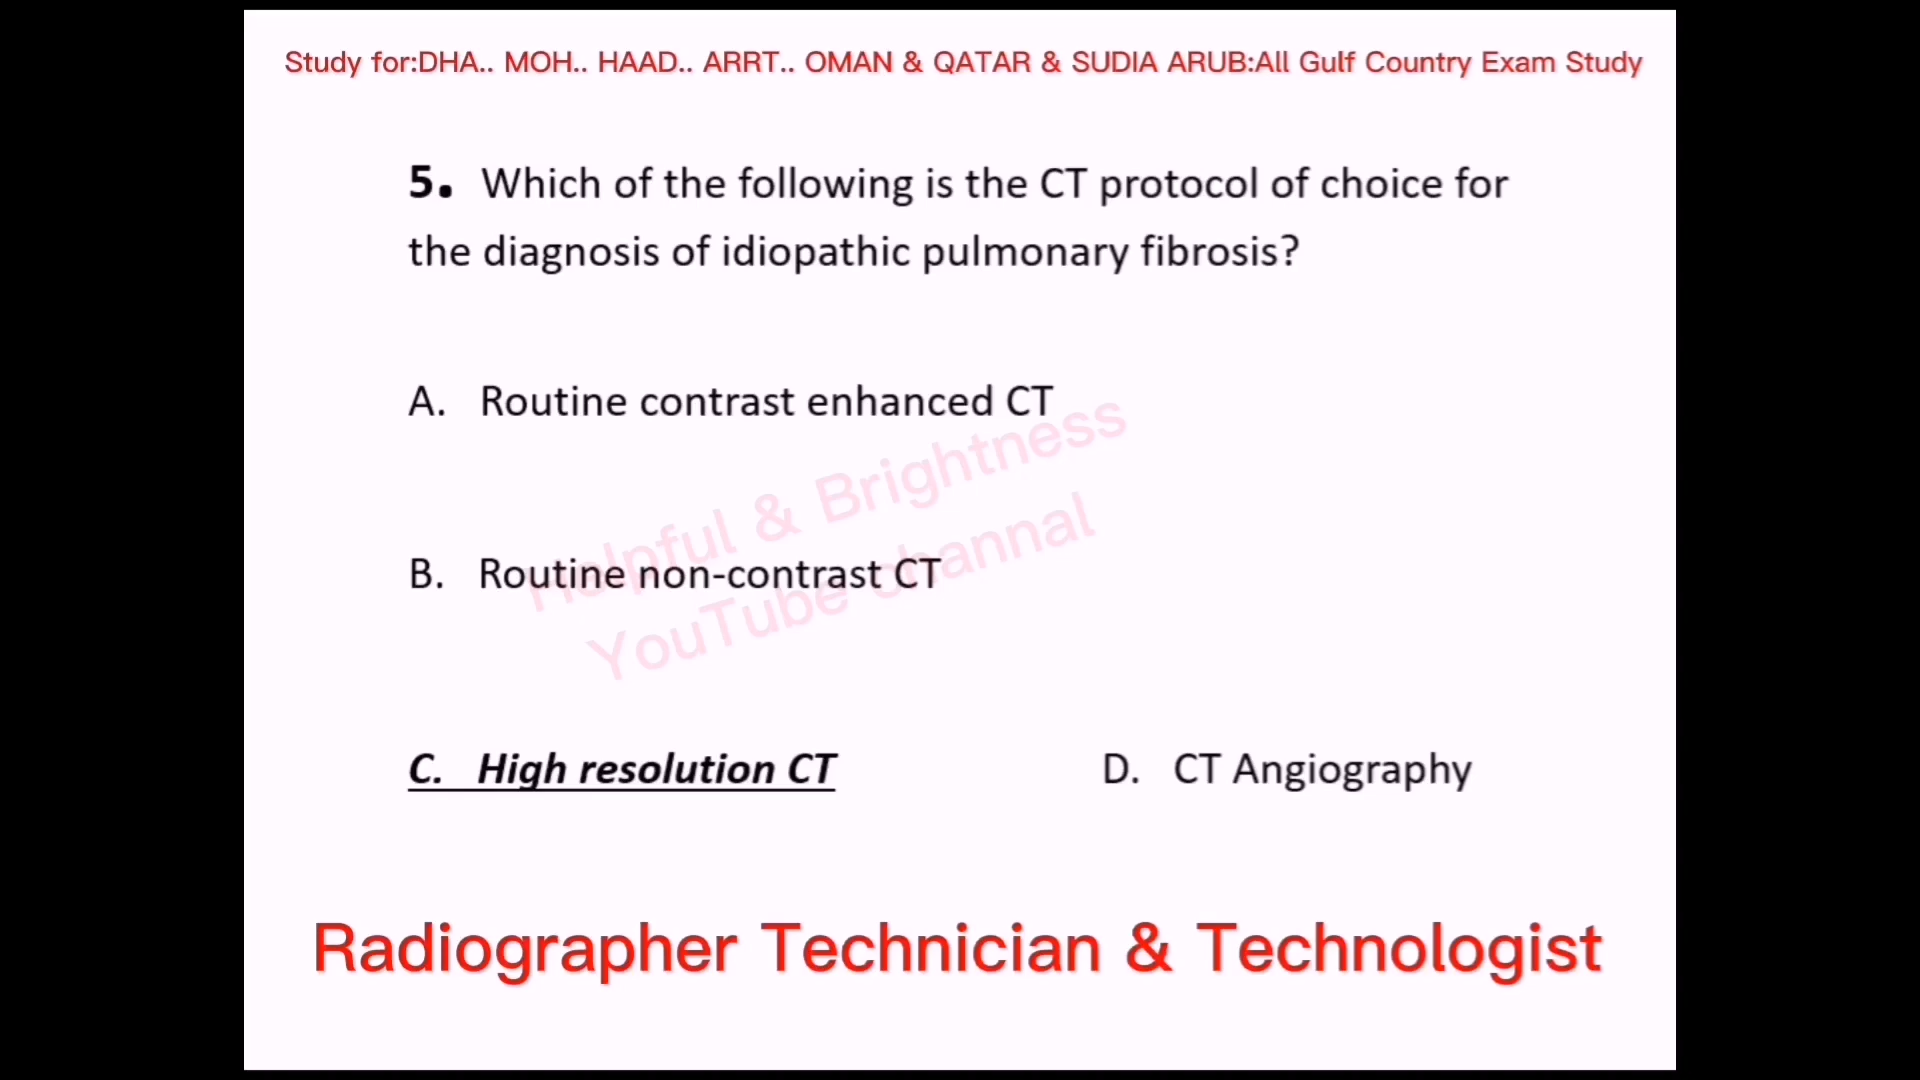 Study for:DHA.. MOH.. HAAD.. ARRT.. OMAN & QATAR & SUDIA ARUB:All Gulf Country Exam Study
5. Which of the following is the CT protocol of choice for
the diagnosis of idiopathic pulmonary fibrosis?
A. Routine contrast enhanced CT
Helpful & Brightness
YouTube channal
B. Routine non-contrast CT
C. High resolution CT
D. CT Angiography
Radiographer Technician & Technologist